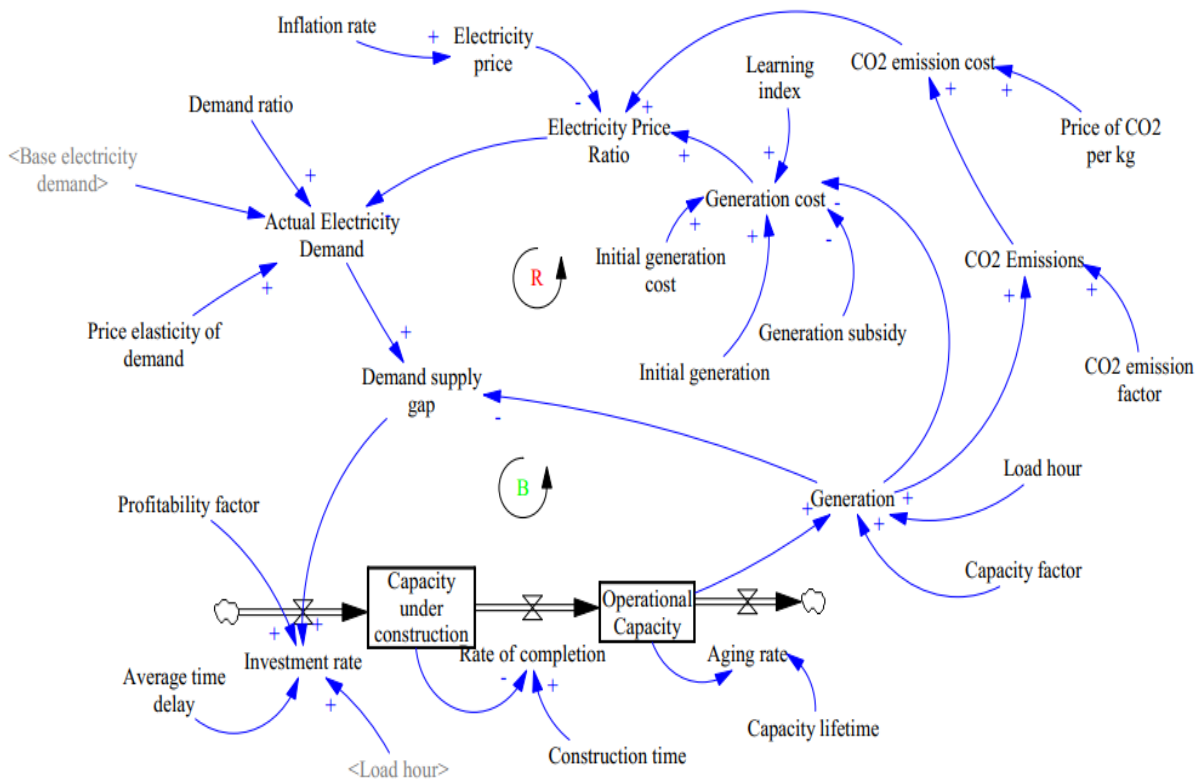 Inflation rate
+
Electricity
price
CO2 emission cost
Learning
index
+
+
Demand ratio
-
+
Electricity Price
Ratio
Price of CO2
per kg
<Base electricity
demand>
+
+
+
Generation cost
-
Actual Electricity
Demand
-
+
+
-
Initial generation
cost
CO2 Emissions
R
+
+
+
Price elasticity of
demand
Generation subsidy
+
Initial generation
CO2 emission
factor
Demand supply
gap
-
Load hour
B
Profitability factor
Generation
+
+
+
Capacity factor
Capacity
under
construction
Operational
Capacity
+
+
Investment rate
Rate of completion
Aging rate
-
+
Average time
delay
+
Capacity lifetime
Construction time
<Load hour>